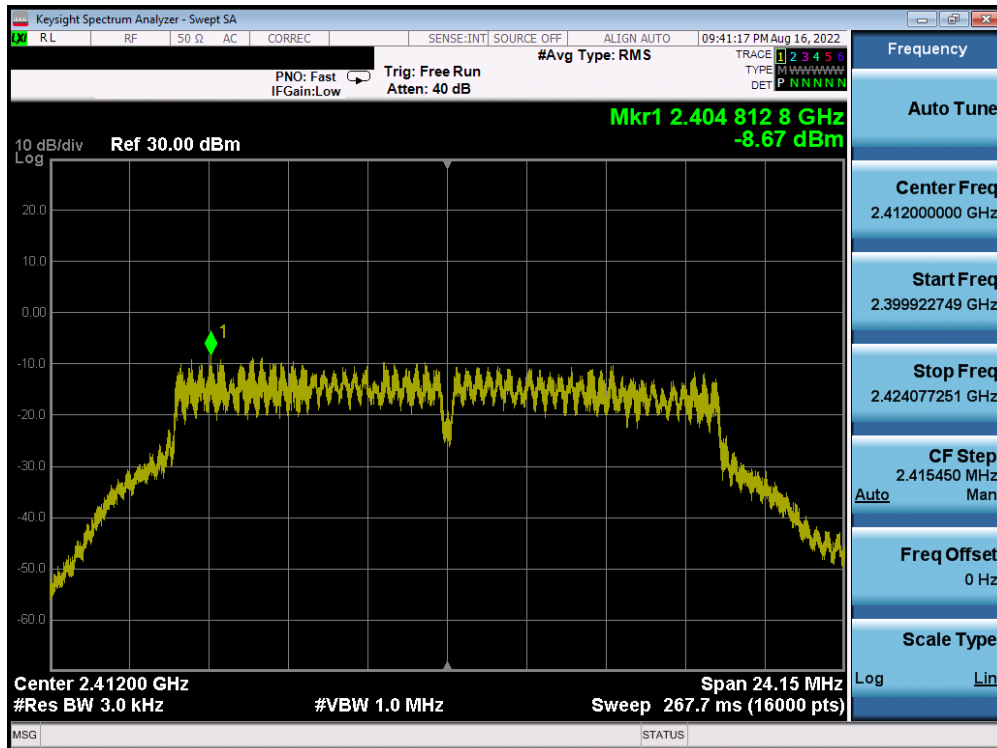 Keysight Spectrum Analyzer - Swept SA
LXI RL RF 50 Ω AC CORREC SENSE:INT SOURCE OFF ALIGN AUTO 09:41:17 PM Aug 16, 2022
#Avg Type: RMS
TRACE 1 2 3 4 5 6
PNO: Fast Trig: Free Run
TYPE M WWWWW
IFGain:Low Atten: 40 dB
DET P N N N N N
Mkr1 2.404 812 8 GHz
-8.67 dBm
10 dB/div Ref 30.00 dBm
Log
20.0
10.0
0.00
1
-10.0
-20.0
-30.0
-40.0
-50.0
-60.0
Center 2.41200 GHz Span 24.15 MHz
#Res BW 3.0 kHz #VBW 1.0 MHz Sweep 267.7 ms (16000 pts)
MSG STATUS
Frequency
Auto Tune
Center Freq
2.412000000 GHz
Start Freq
2.399922749 GHz
Stop Freq
2.424077251 GHz
CF Step
2.415450 MHz
Auto Man
Freq Offset
0 Hz
Scale Type
Log Lin